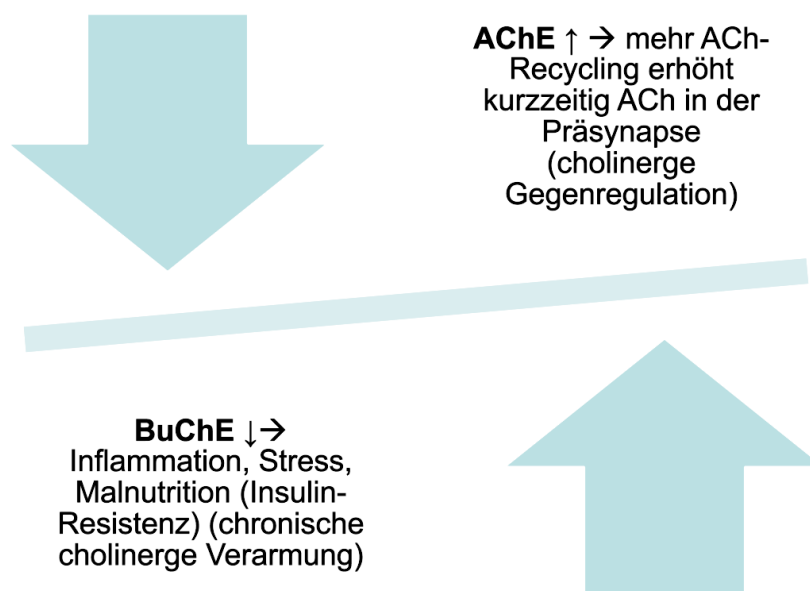 AChE ↑ → mehr ACh-
Recycling erhöht
kurzzeitig ACh in der
Präsynapse
(cholinerge
Gegenregulation)
BuChE ↓→
Inflammation, Stress,
Malnutrition (Insulin-
Resistenz) (chronische
cholinerge Verarmung)